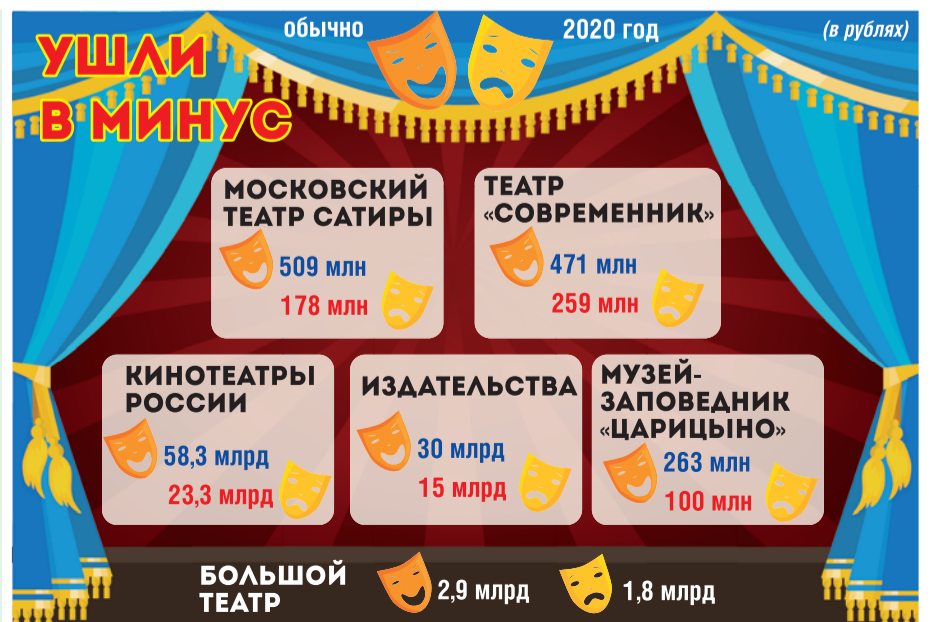 УШЛИ
В МИНУС
обычно
2020 год
(в рублях)
МОСКОВСКИЙ
ТЕАТР САТИРЫ
509 млн
178 млн
ТЕАТР
«СОВРЕМЕННИК»
471 млн
259 млн
КИНОТЕАТРЫ
РОССИИ
58,3 млрд
23,3 млрд
ИЗДАТЕЛЬСТВА
30 млрд
15 млрд
МУЗЕЙ-
ЗАПОВЕДНИК
«ЦАРИЦЫНО»
263 млн
100 млн
БОЛЬШОЙ
ТЕАТР
2,9 млрд
1,8 млрд